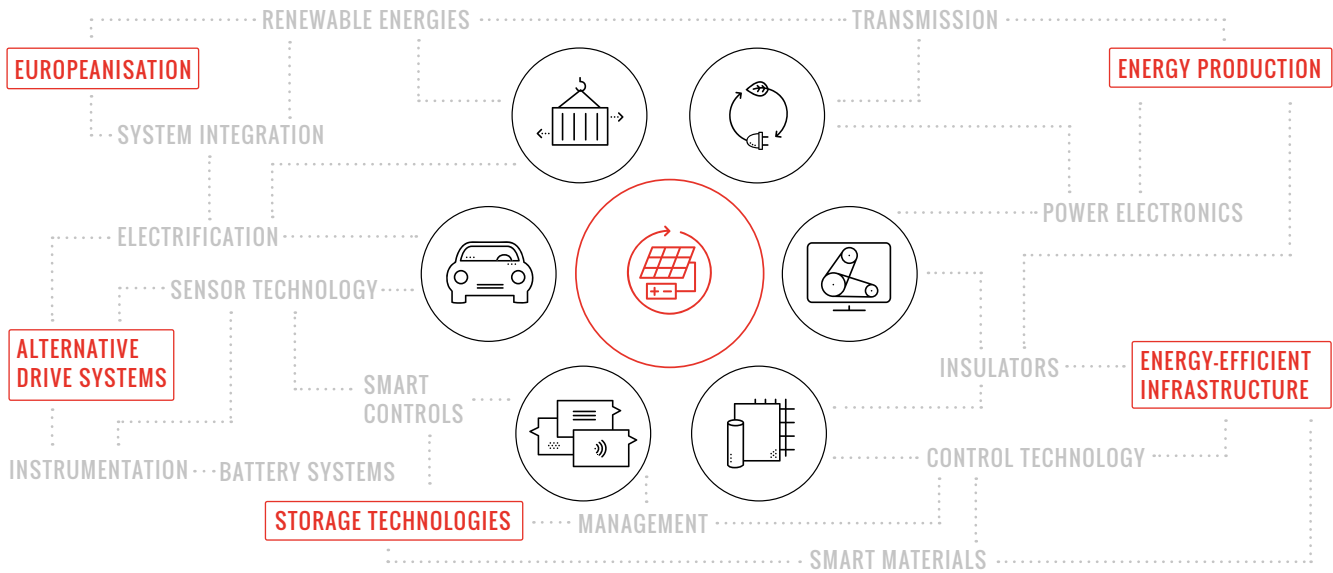 RENEWABLE ENERGIES
TRANSMISSION
EUROPEANISATION
ENERGY PRODUCTION
SYSTEM INTEGRATION
POWER ELECTRONICS
ELECTRIFICATION
SENSOR TECHNOLOGY
ALTERNATIVE
DRIVE SYSTEMS
INSULATORS
ENERGY-EFFICIENT
INFRASTRUCTURE
SMART
CONTROLS
INSTRUMENTATION
BATTERY SYSTEMS
CONTROL TECHNOLOGY
STORAGE TECHNOLOGIES
MANAGEMENT
SMART MATERIALS